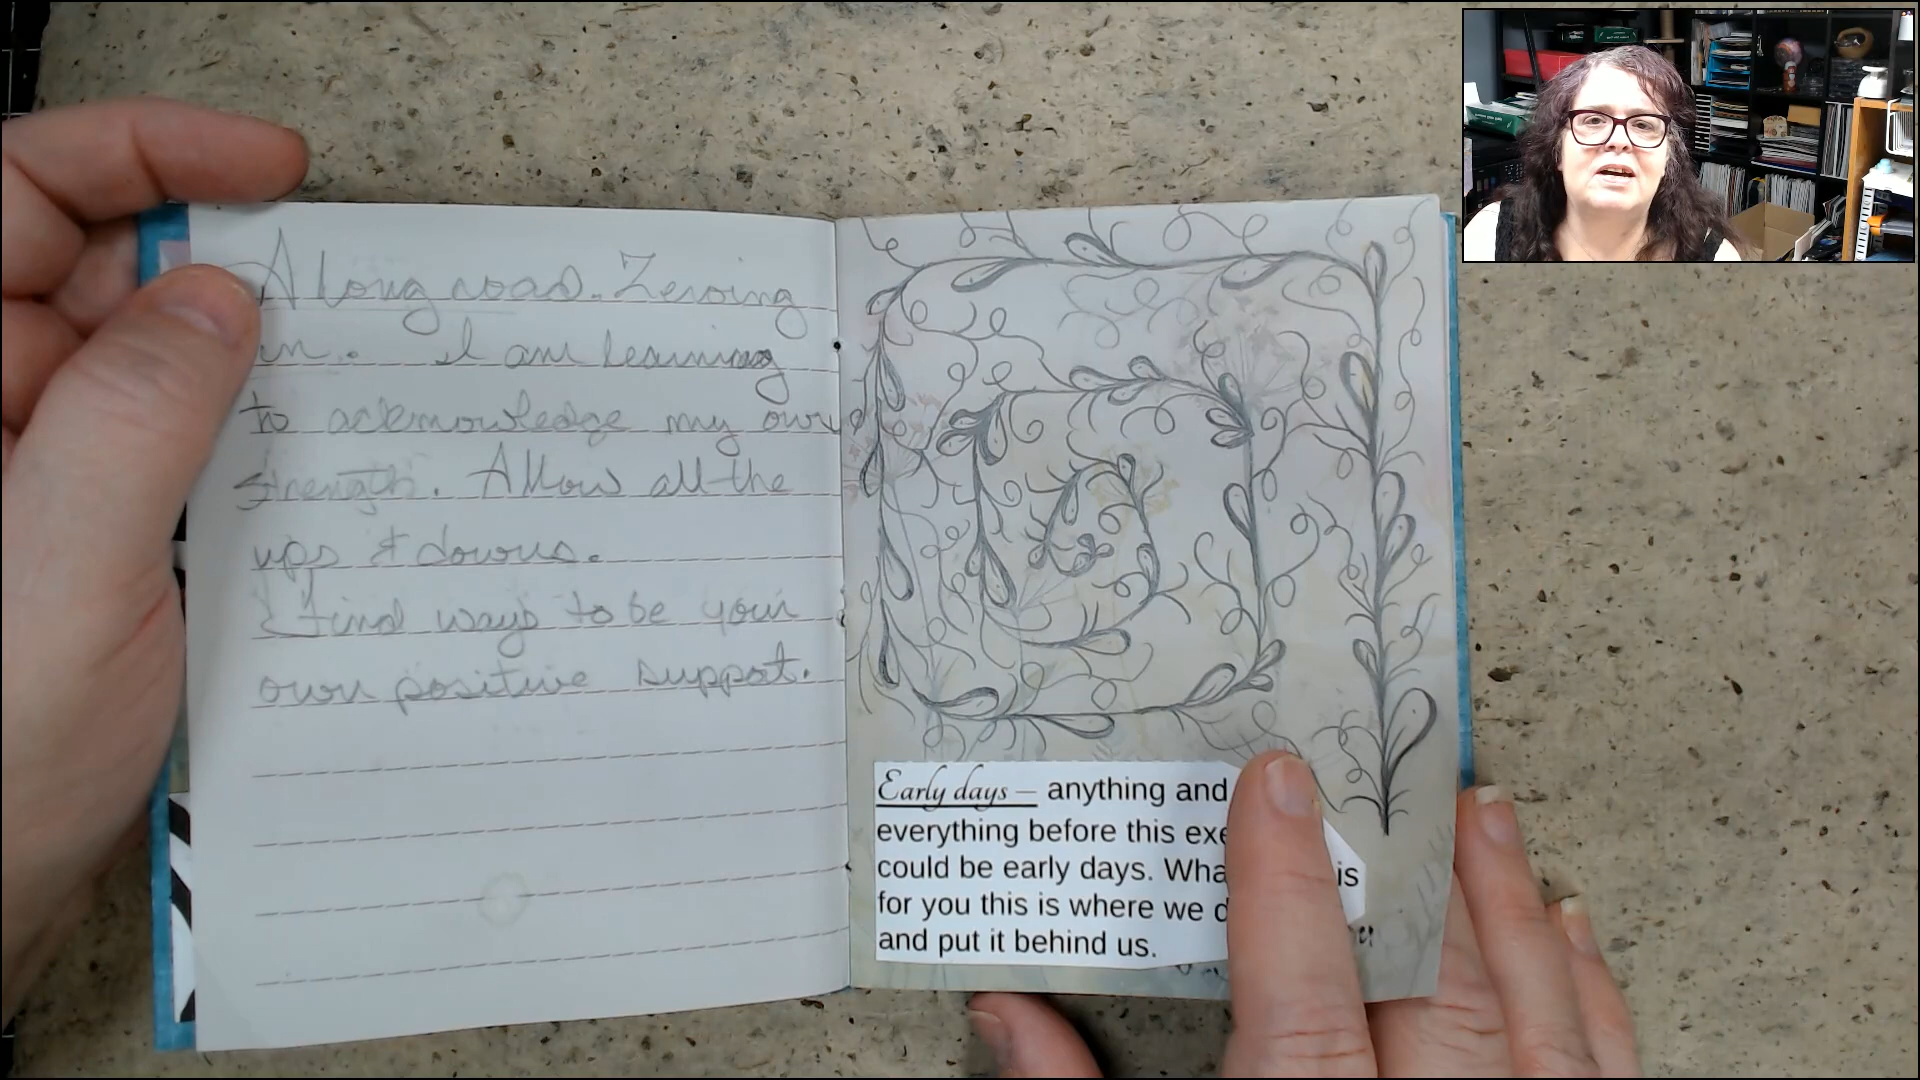 A long road. Zeroing
in. I am learning
to acknowledge my own
strength. Allow all the
ups & downs.
& find ways to be your
own positive support.
Early days — anything and
everything before this exe
could be early days. Wha is
for you this is where we d
and put it behind us.